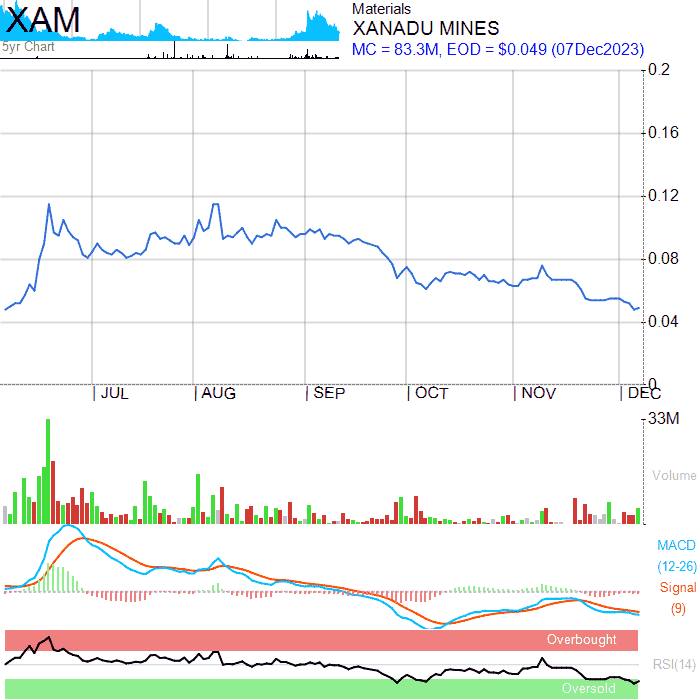 XAM
5yr Chart
Materials
XANADU MINES
MC = 83.3M, EOD = $0.049 (07Dec2023)
0.2
0.16
0.12
0.08
0.04
0
JUL AUG SEP OCT NOV DEC
33M
Volume
MACD
(12-26)
Signal
(9)
Overbought
RSI(14)
Oversold